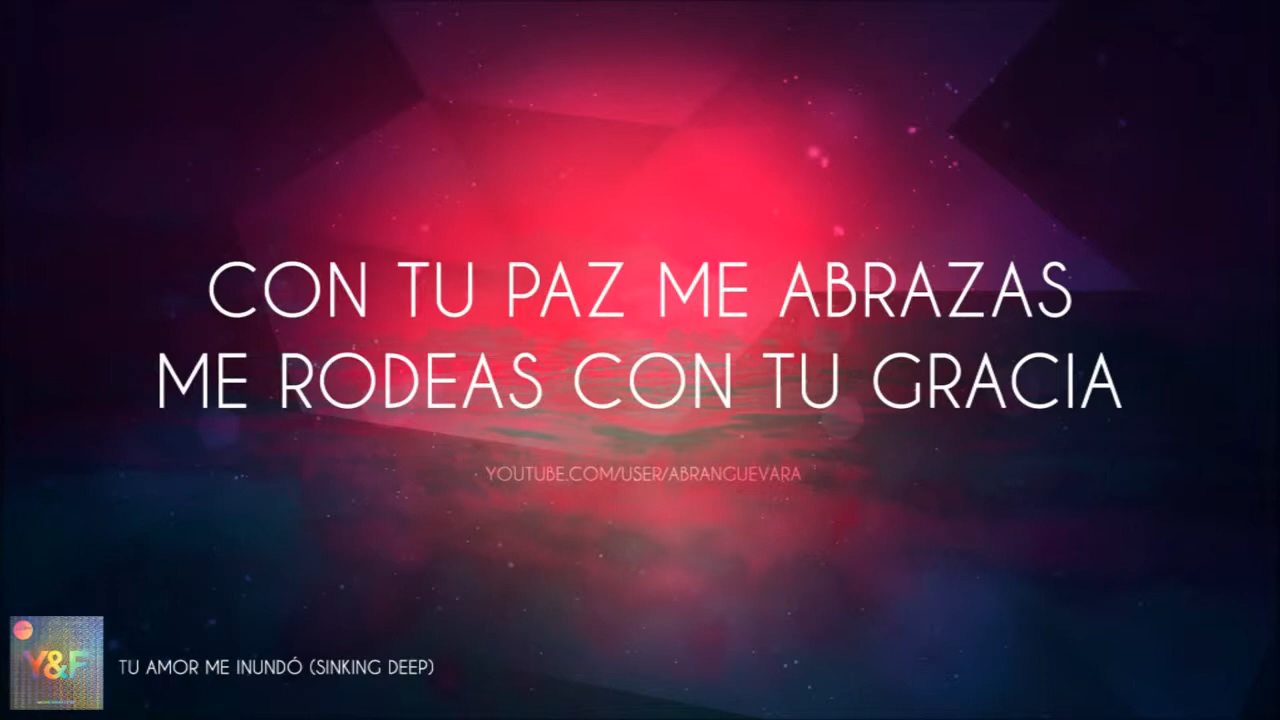 CON TU PAZ ME ABRAZAS
ME RODEAS CON TU GRACIA
YOUTUBE.COM/USER/ABRANGUEVARA
Y&F
TU AMOR ME INUNDÓ (SINKING DEEP)